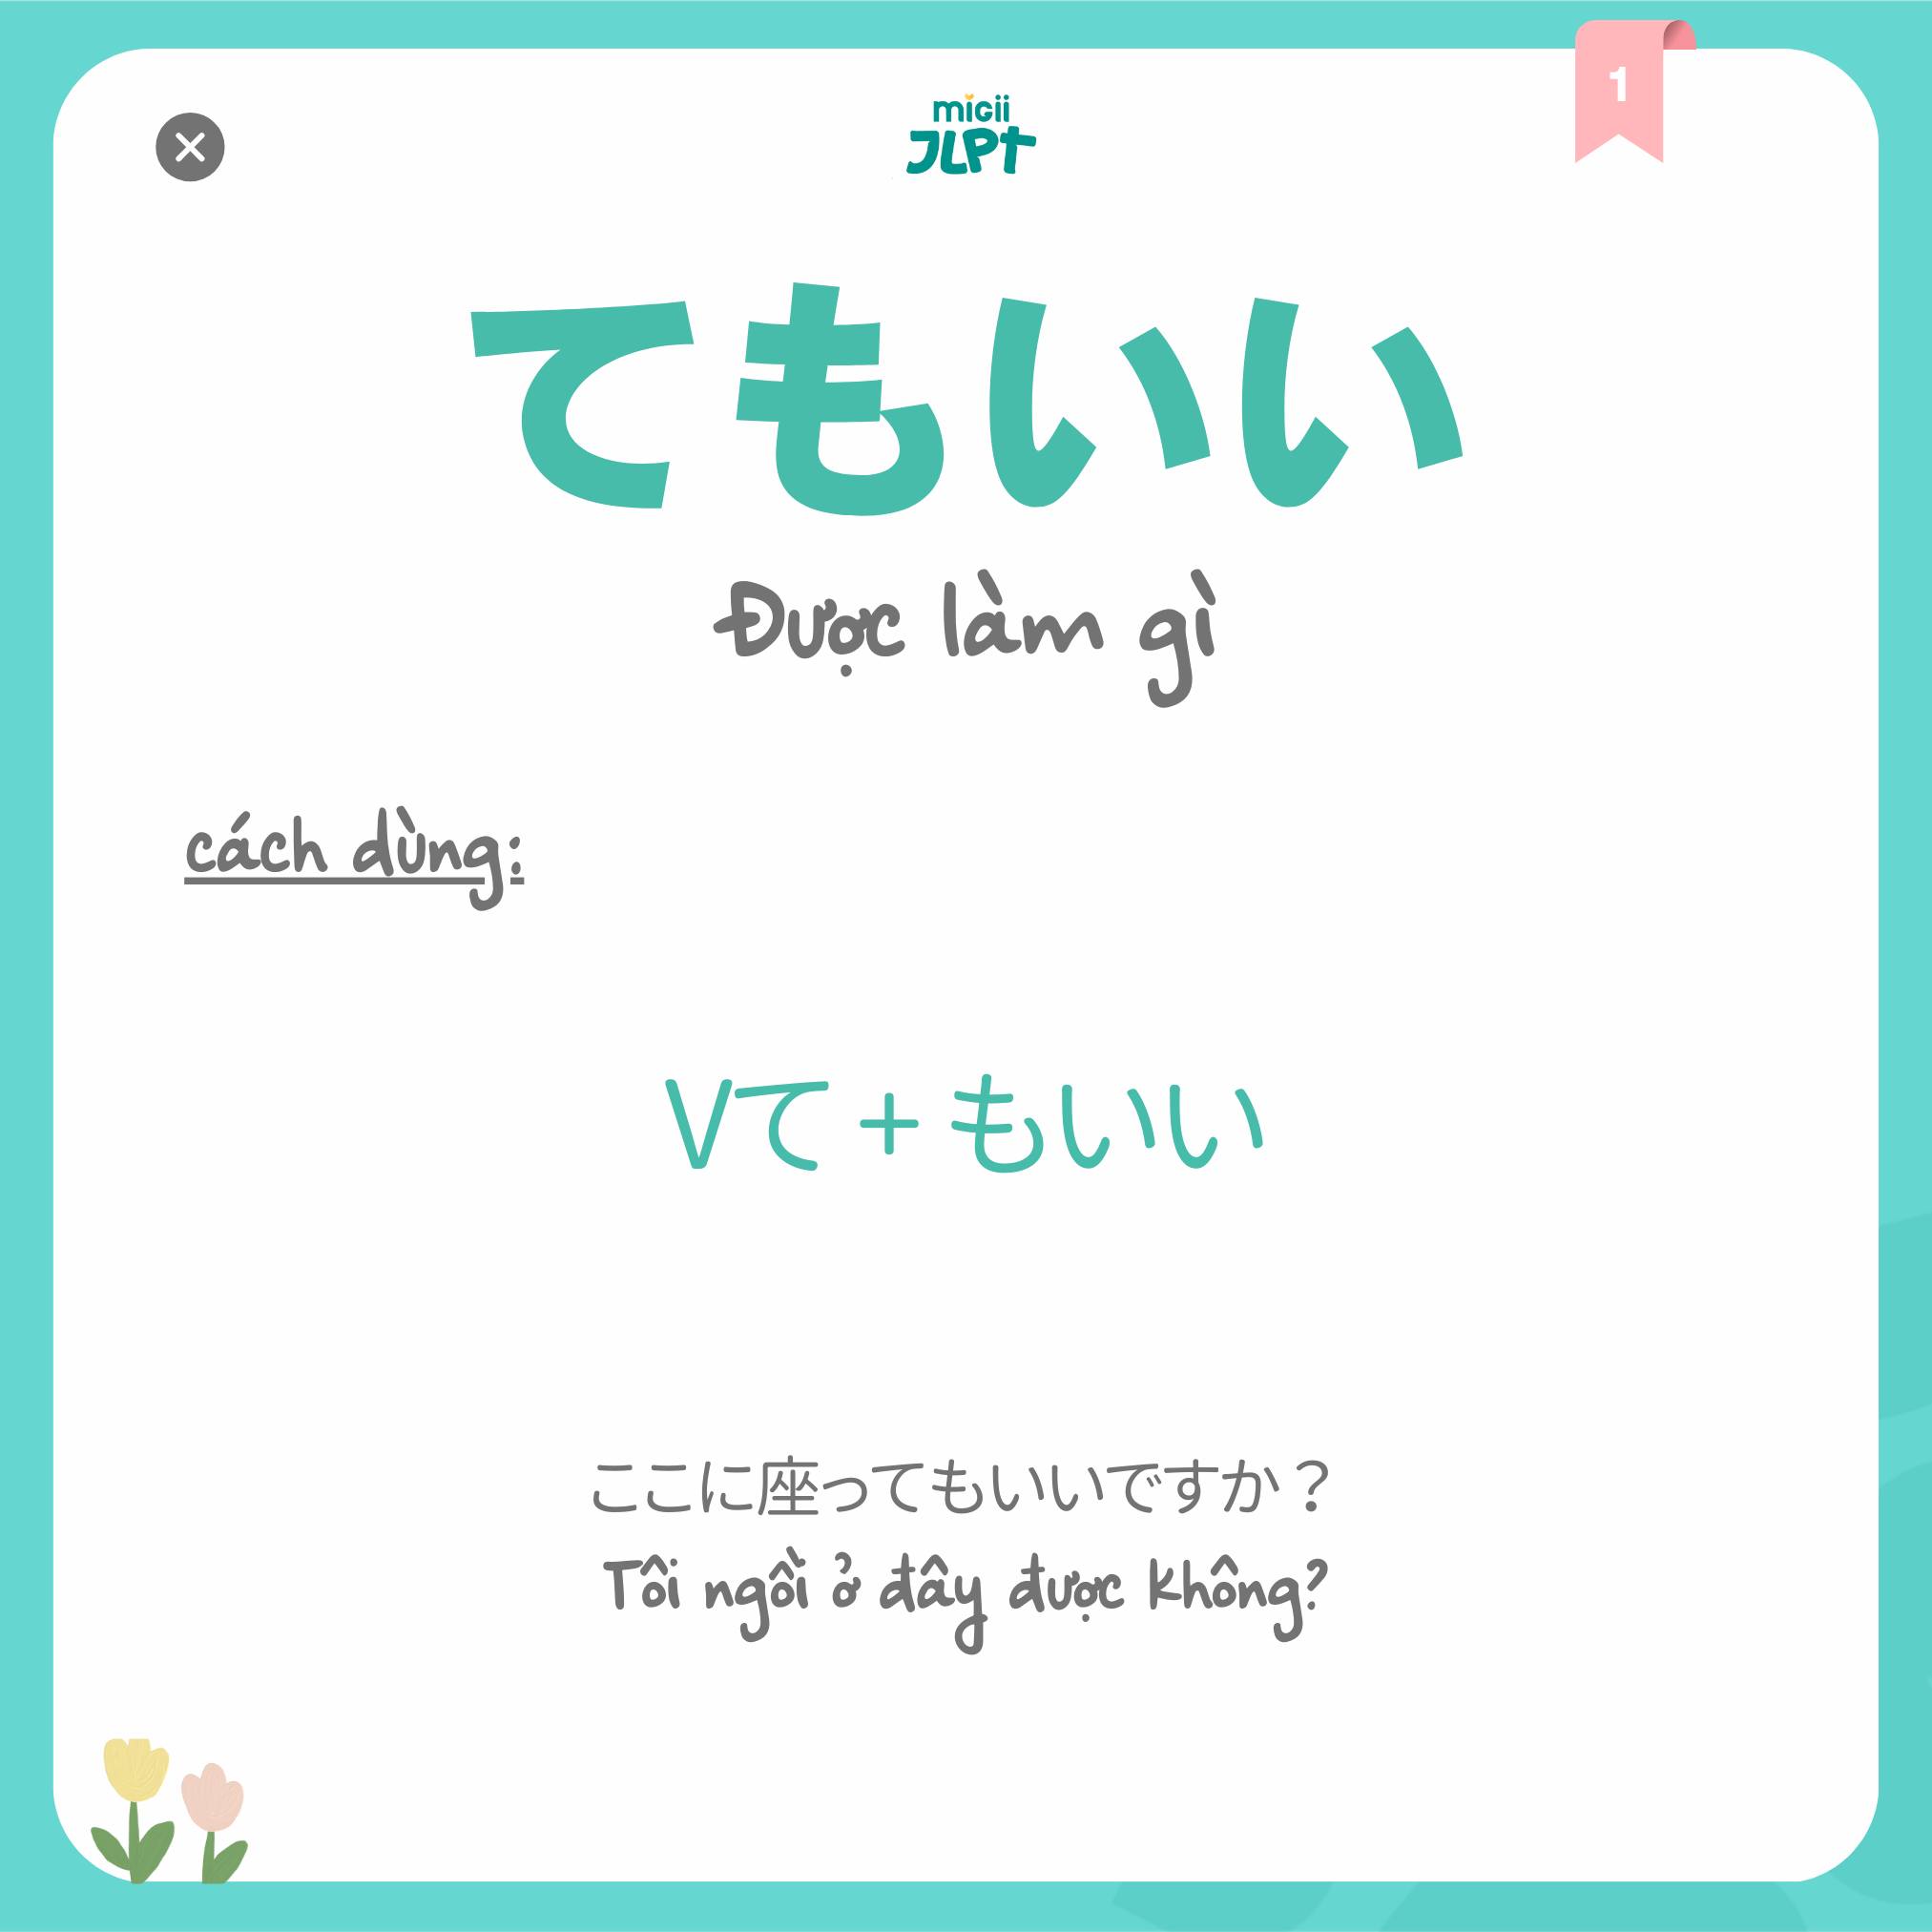 1
micii
JLPT
てもいい
Được làm gì
cách dùng:
Vて + もいい
ここに座ってもいいですか？
Tôi ngồi ở đây được không?